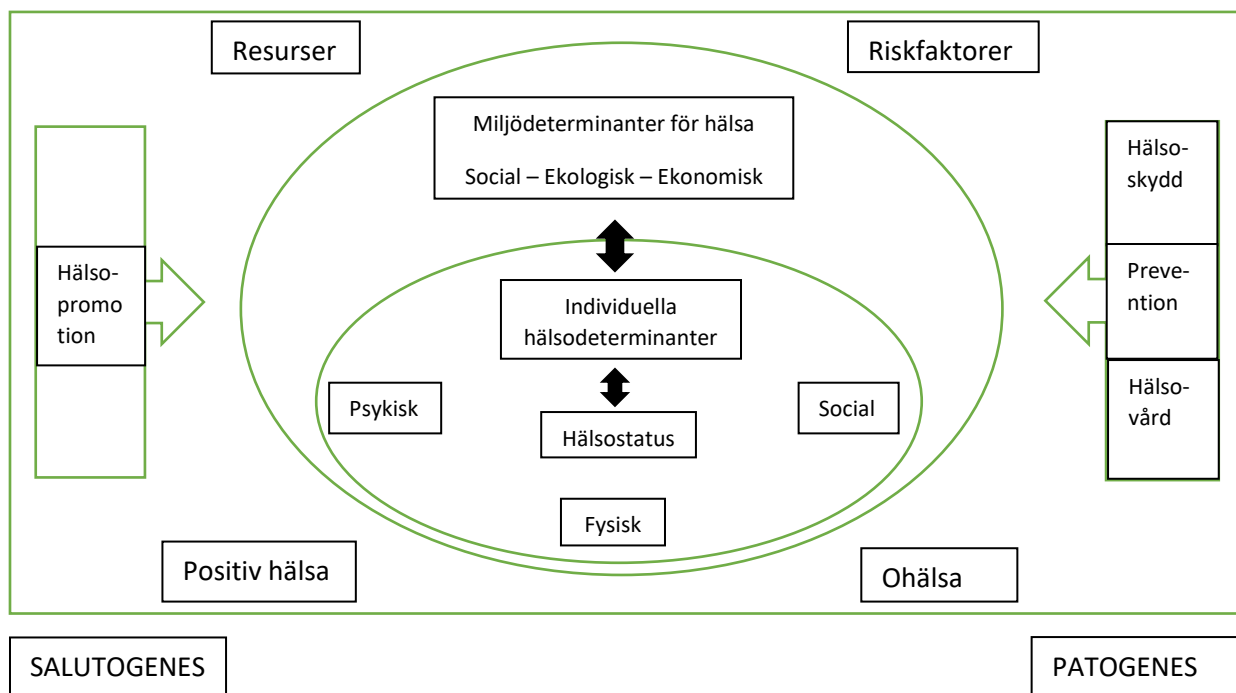 Resurser
Riskfaktorer
Miljödeterminanter för hälsa
Social – Ekologisk – Ekonomisk
Hälso-
skydd
Hälso-
promo
tion
Individuella
hälsodeterminanter
Preve-
ntion
Psykisk
Hälsostatus
Social
Hälso-
vård
Fysisk
Positiv hälsa
Ohälsa
SALUTOGENES
PATOGENES